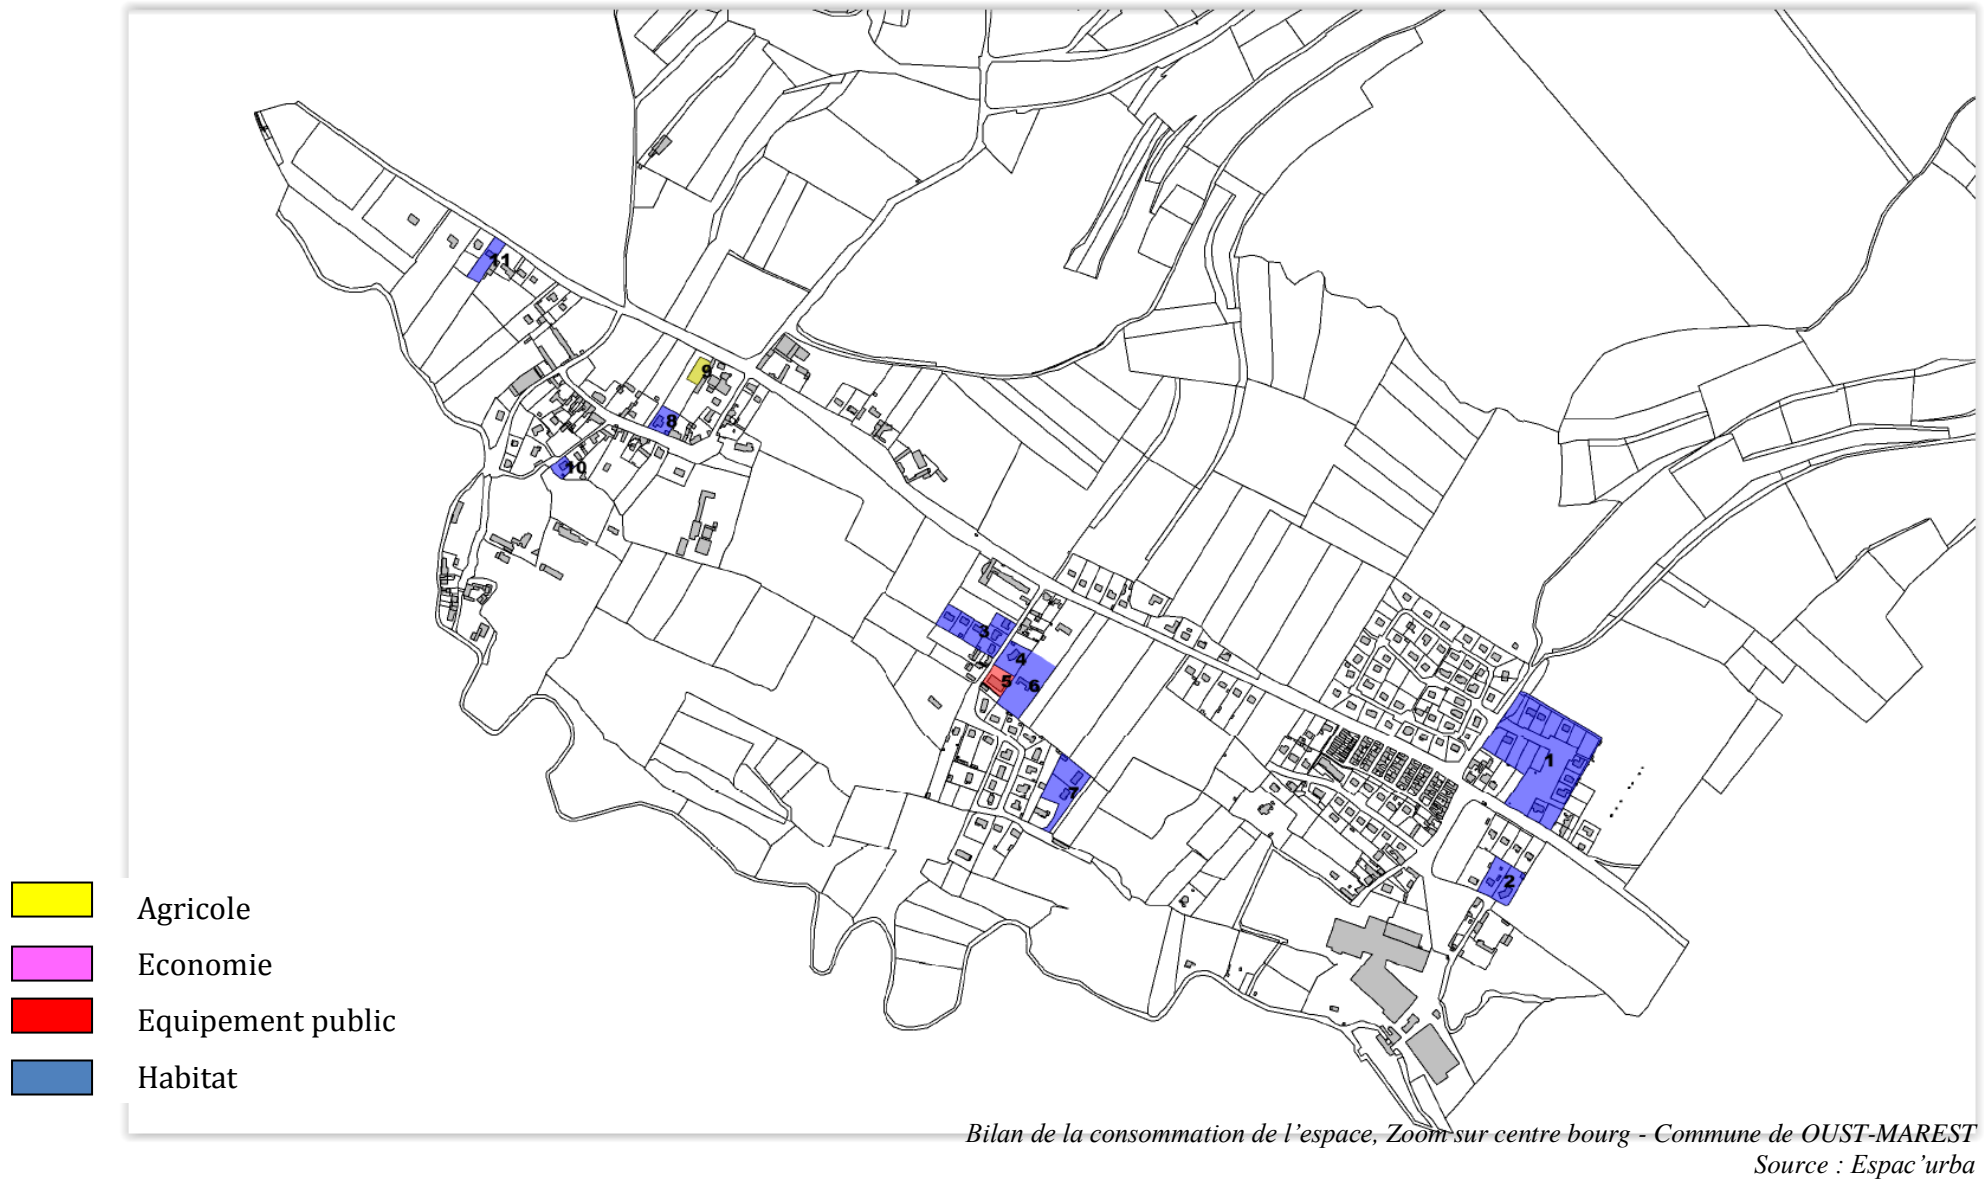 11
9
8
10
3
4
5
6
7
1
2
Agricole
Economie
Equipement public
Habitat
Bilan de la consommation de l’espace, Zoom sur centre bourg - Commune de OUST-MAREST
Source : Espac’urba